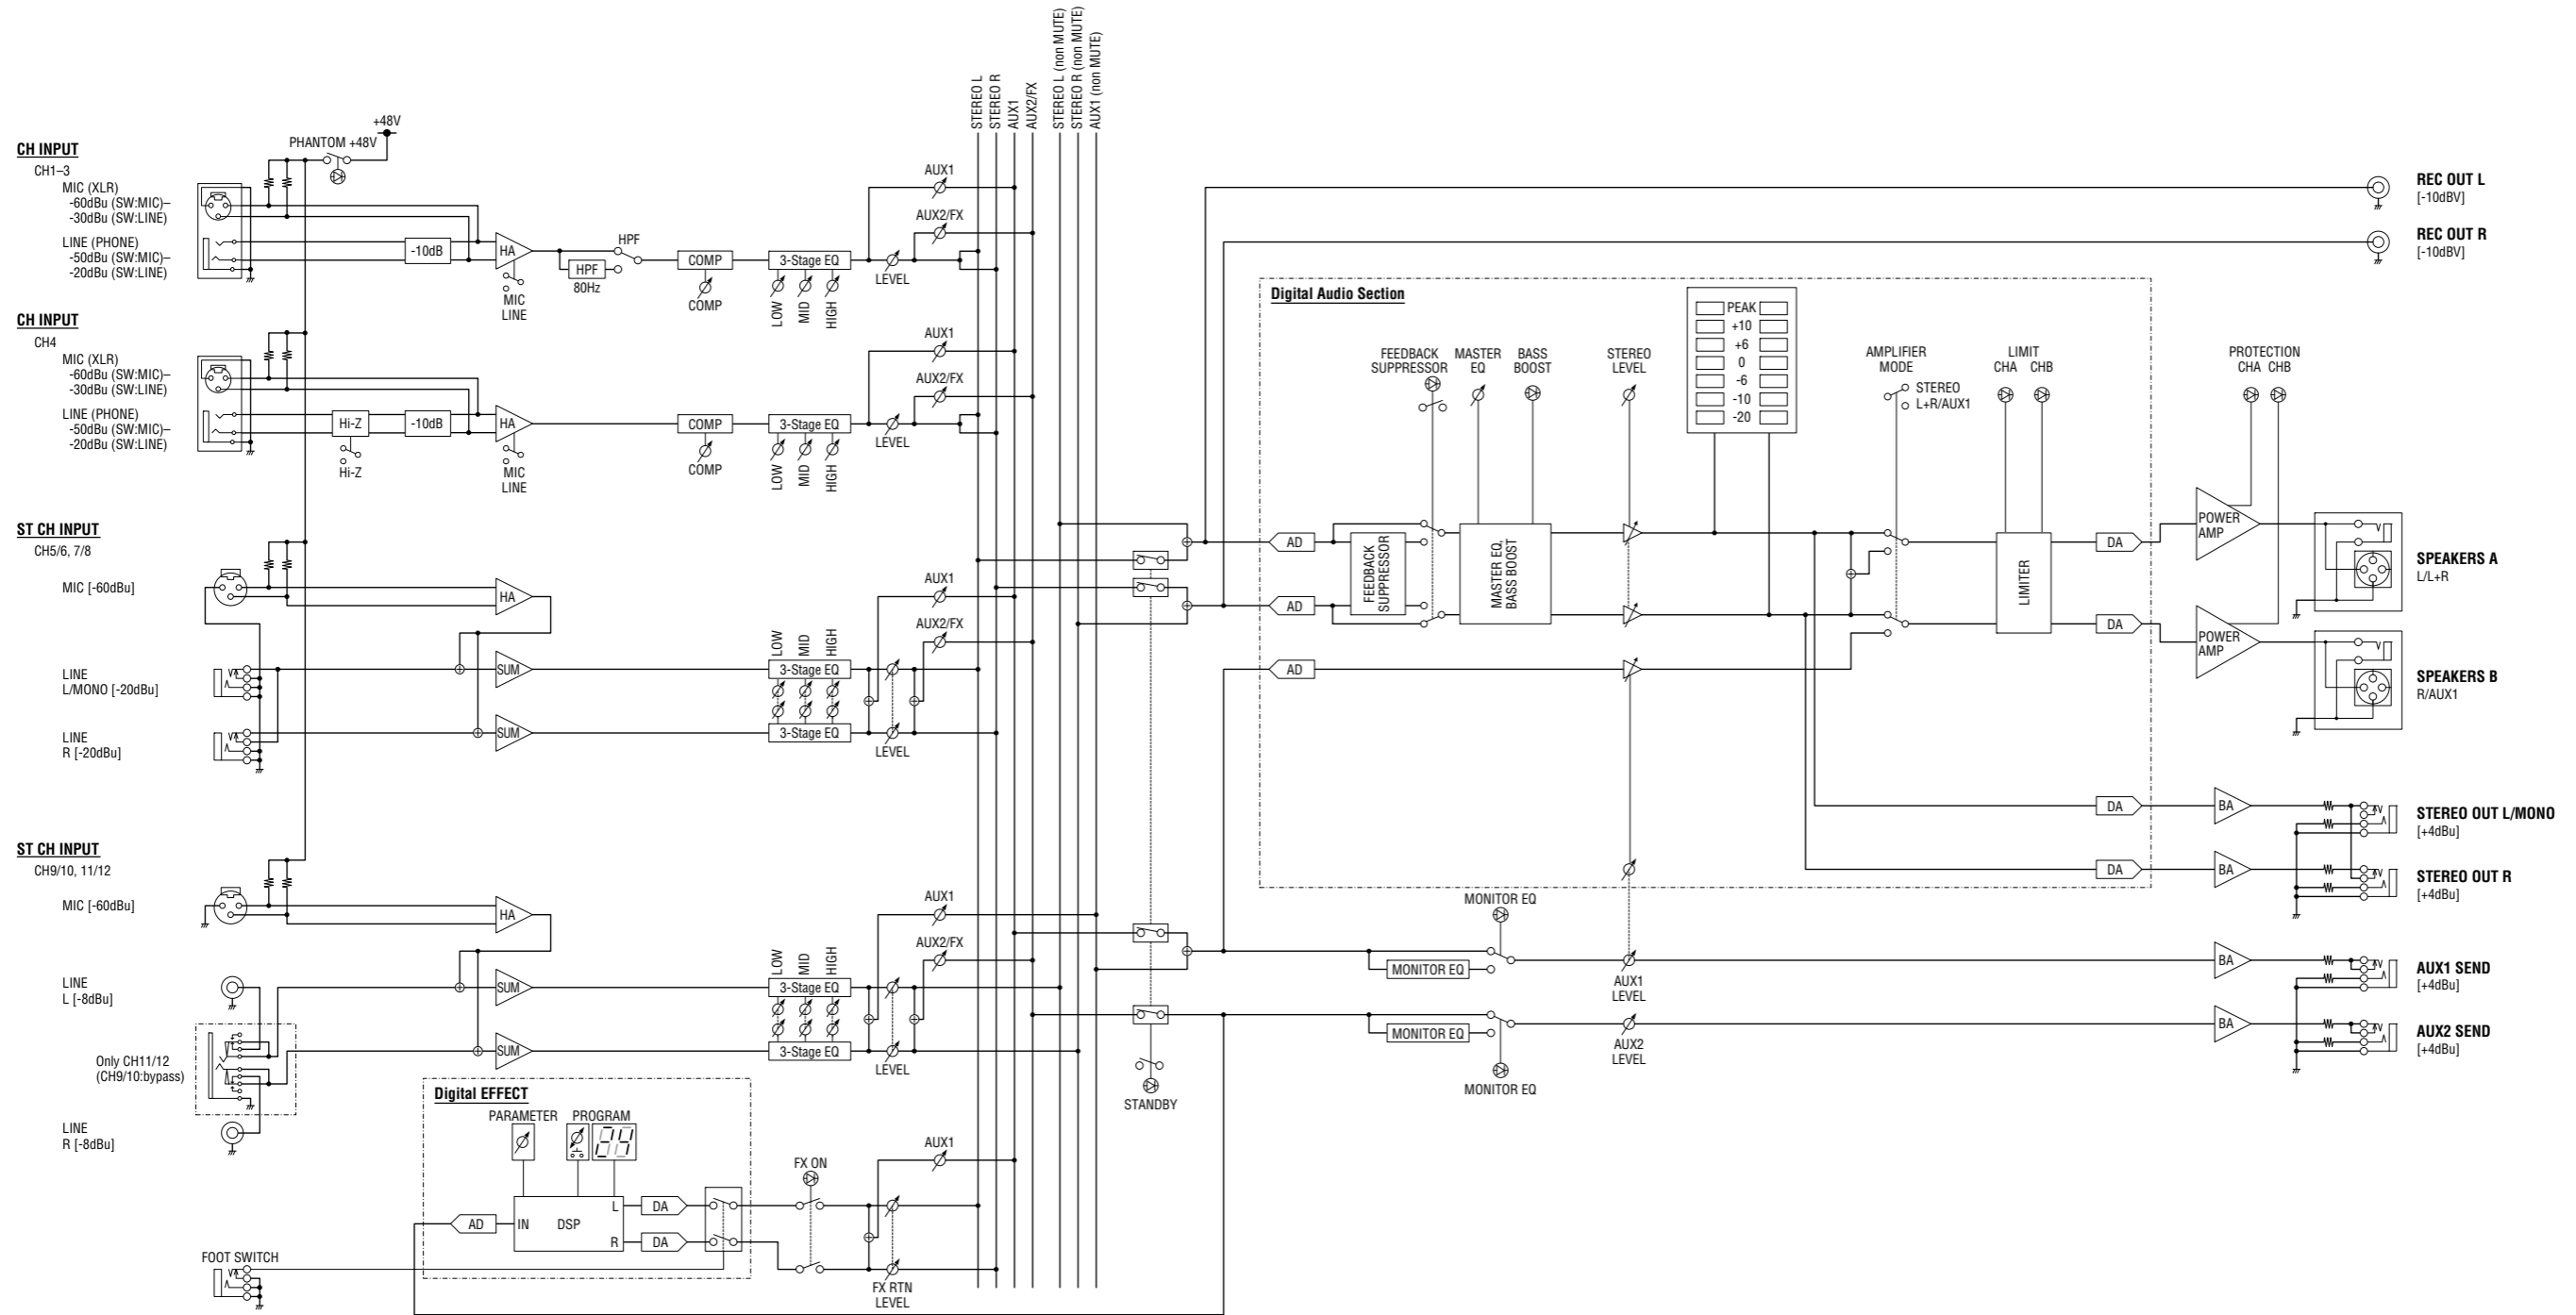 STEREO L
STEREO R
AUX1
AUX2/FX
STEREO L (non MUTE)
STEREO R (non MUTE)
AUX1 (non MUTE)
CH INPUT
CH1–3
MIC (XLR)
-60dBu (SW:MIC)–
-30dBu (SW:LINE)
LINE (PHONE)
-50dBu (SW:MIC)–
-20dBu (SW:LINE)
PHANTOM +48V
+48V
-10dB
HA
MIC
LINE
HPF
HPF
80Hz
COMP
COMP
3-Stage EQ
LOW
MID
HIGH
AUX1
AUX2/FX
LEVEL
CH INPUT
CH4
MIC (XLR)
-60dBu (SW:MIC)–
-30dBu (SW:LINE)
LINE (PHONE)
-50dBu (SW:MIC)–
-20dBu (SW:LINE)
Hi-Z
Hi-Z
-10dB
HA
MIC
LINE
COMP
COMP
3-Stage EQ
LOW
MID
HIGH
AUX1
AUX2/FX
LEVEL
ST CH INPUT
CH5/6, 7/8
MIC [-60dBu]
HA
LINE
L/MONO [-20dBu]
SUM
LINE
R [-20dBu]
SUM
LOW
MID
HIGH
3-Stage EQ
3-Stage EQ
AUX1
AUX2/FX
LEVEL
ST CH INPUT
CH9/10, 11/12
MIC [-60dBu]
HA
LINE
L [-8dBu]
SUM
Only CH11/12
(CH9/10:bypass)
SUM
LINE
R [-8dBu]
LOW
MID
HIGH
3-Stage EQ
3-Stage EQ
AUX1
AUX2/FX
LEVEL
Digital EFFECT
PARAMETER
PROGRAM
AD
IN
DSP
L
R
DA
DA
FX ON
AUX1
FX RTN
LEVEL
FOOT SWITCH
STANDBY
Digital Audio Section
AD
AD
AD
FEEDBACK
SUPPRESSOR
FEEDBACK
SUPPRESSOR
MASTER
EQ
BASS
BOOST
MASTER EQ,
BASS BOOST
STEREO
LEVEL
PEAK
+10
+6
0
-6
-10
-20
AMPLIFIER
MODE
STEREO
L+R/AUX1
LIMIT
CHA CHB
LIMITER
DA
DA
DA
DA
PROTECTION
CHA CHB
POWER
AMP
POWER
AMP
MONITOR EQ
MONITOR EQ
AUX1
LEVEL
MONITOR EQ
MONITOR EQ
AUX2
LEVEL
BA
BA
BA
BA
REC OUT L
[-10dBV]
REC OUT R
[-10dBV]
SPEAKERS A
L/L+R
SPEAKERS B
R/AUX1
STEREO OUT L/MONO
[+4dBu]
STEREO OUT R
[+4dBu]
AUX1 SEND
[+4dBu]
AUX2 SEND
[+4dBu]